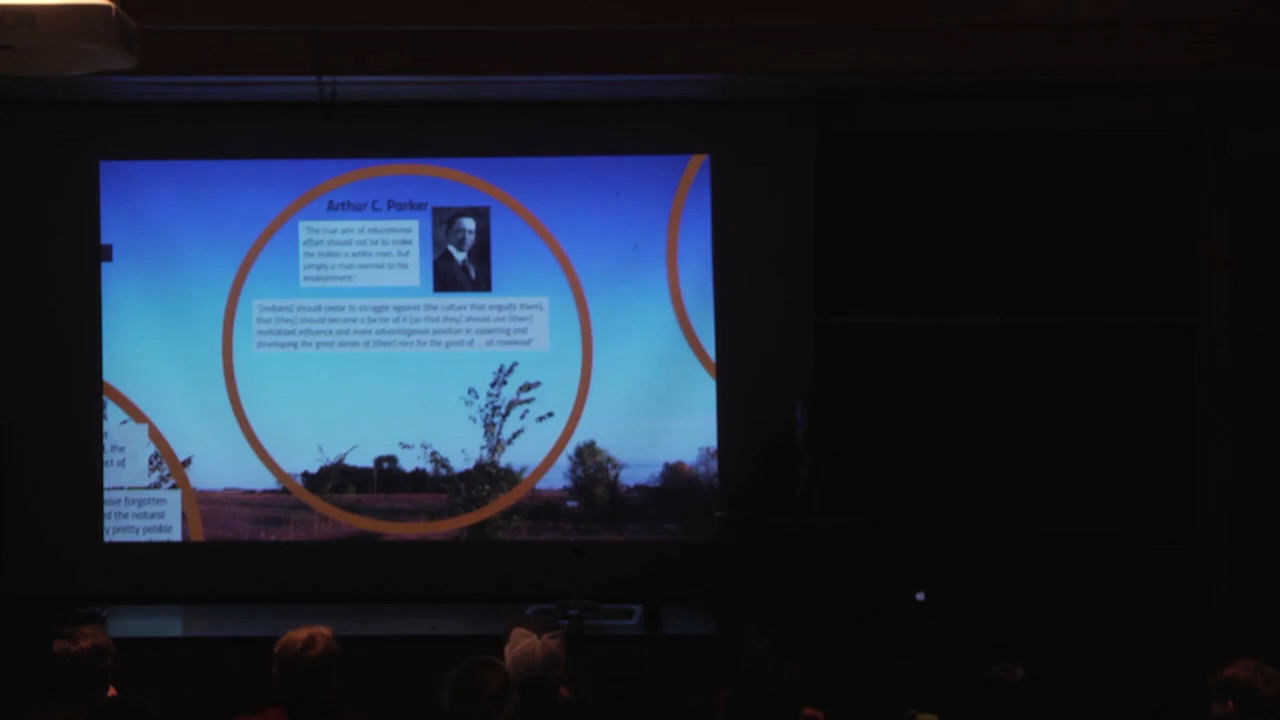 ON
Arthur C. Parker
"The true aim of educational
effort should not be to make
the Indian a white man, but
simply a man normal to his
environment."
"[Indians] should cease to struggle against [the culture that engulfs them],
that [they] should become a factor of it [so that they] should use [their]
revitalized influence and more advantageous position in asserting and
developing the great ideals of [their] race for the good of ... all mankind"
, the
ect of
ave forgotten
d the natural
y pretty pebble